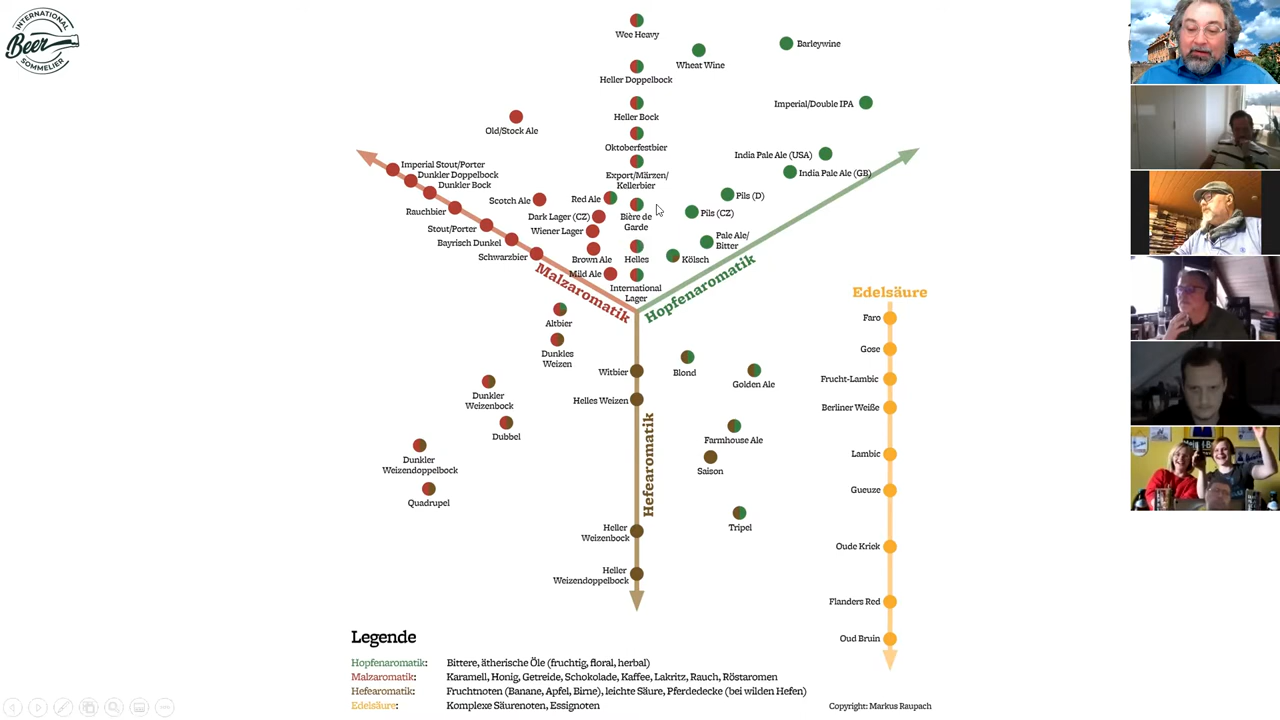 INTERNATIONAL
Beer
SOMMELIER
Wee Heavy
Wheat Wine
Barleywine
Heller Doppelbock
Heller Bock
Imperial/Double IPA
Old/Stock Ale
Oktoberfestbier
India Pale Ale (USA)
Imperial Stout/Porter
Dunkler Doppelbock
Dunkler Bock
Export/Märzen/
Kellerbier
India Pale Ale (GB)
Rauchbier
Scotch Ale
Red Ale
Pils (D)
Dark Lager (CZ)
Bière de
Garde
Pils (CZ)
Stout/Porter
Wiener Lager
Bayrisch Dunkel
Pale Ale/
Bitter
Schwarzbier
Brown Ale
Helles
Kölsch
Mild Ale
International
Lager
Malzaromatik
Hopfenaromatik
Hefearomatik
Altbier
Dunkles
Weizen
Witbier
Blond
Golden Ale
Dunkler
Weizenbock
Helles Weizen
Dubbel
Farmhouse Ale
Dunkler
Weizendoppelbock
Saison
Quadrupel
Tripel
Heller
Weizenbock
Heller
Weizendoppelbock
Edelsäure
Faro
Gose
Frucht-Lambic
Berliner Weiße
Lambic
Gueuze
Oude Kriek
Flanders Red
Oud Bruin
Legende
Hopfenaromatik: Bittere, ätherische Öle (fruchtig, floral, herbal)
Malzaromatik: Karamell, Honig, Getreide, Schokolade, Kaffee, Lakritz, Rauch, Röstaromen
Hefearomatik: Fruchtnoten (Banane, Apfel, Birne), leichte Säure, Pferdedecke (bei wilden Hefen)
Edelsäure: Komplexe Säurenoten, Essignoten
Copyright: Markus Raupach